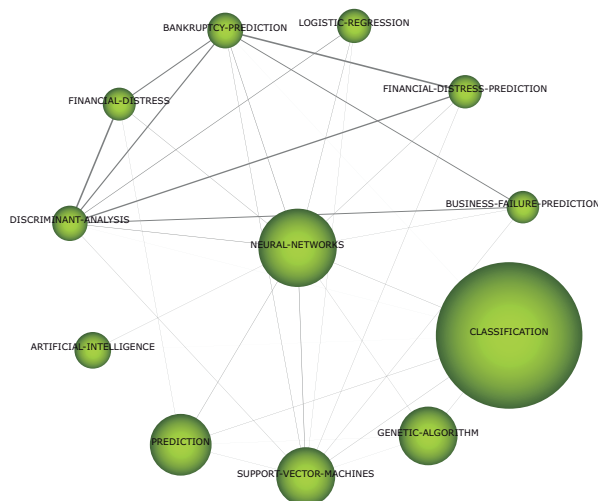 LOGISTIC-REGRESSION
BANKRUPTCY-PREDICTION
FINANCIAL-DISTRESS-PREDICTION
FINANCIAL-DISTRESS
BUSINESS-FAILURE-PREDICTION
DISCRIMINANT-ANALYSIS
NEURAL-NETWORKS
CLASSIFICATION
ARTIFICIAL-INTELLIGENCE
GENETIC-ALGORITHM
PREDICTION
SUPPORT-VECTOR-MACHINES